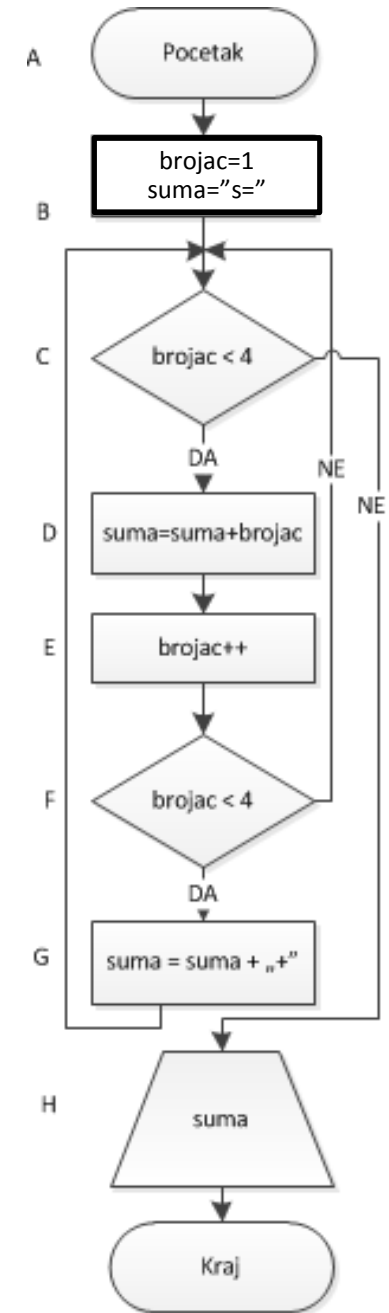 A
Pocetak
brojac=1
suma=”s=”
B
C
brojac < 4
DA
NE
NE
D
suma=suma+brojac
E
brojac++
F
brojac < 4
DA
G
suma = suma + „+”
H
suma
Kraj